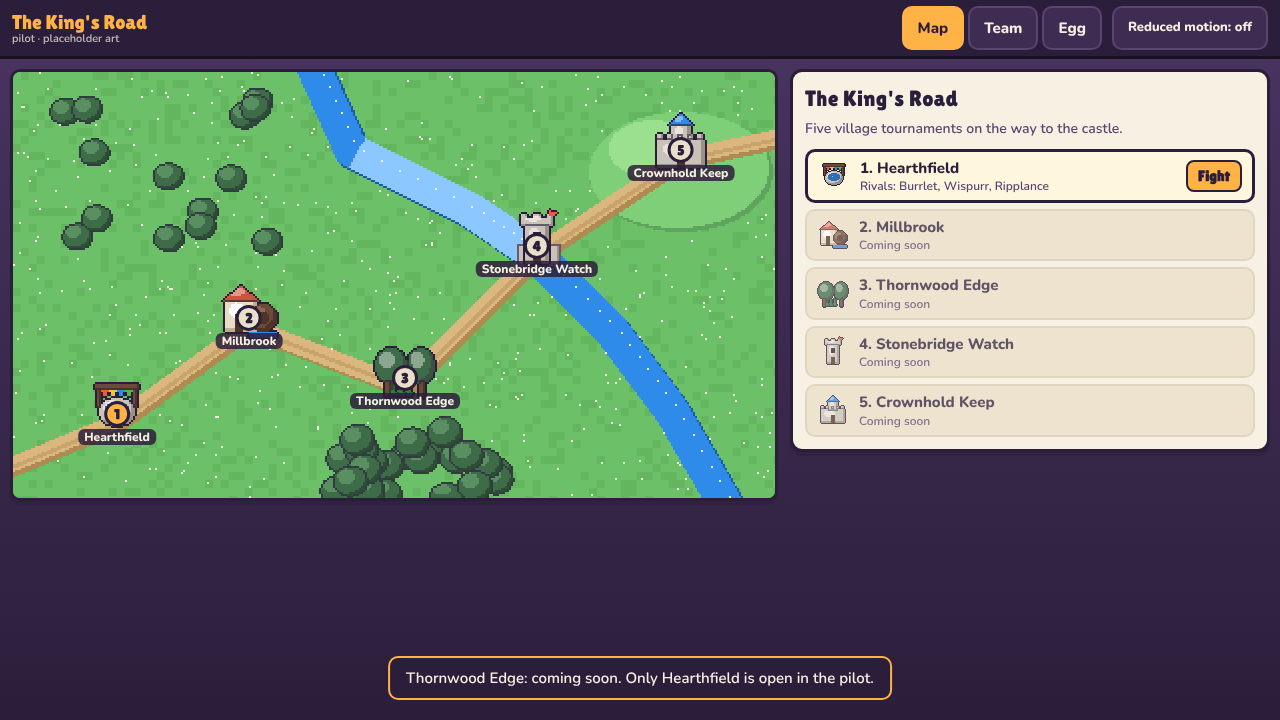 The King's Road
pilot · placeholder art
Map
Team
Egg
Reduced motion: off
5
Crownhold Keep
4
Stonebridge Watch
2
Millbrook
3
Thornwood Edge
1
Hearthfield
The King's Road
Five village tournaments on the way to the castle.
1. Hearthfield
Rivals: Burrlet, Wispurr, Ripplance
Fight
2. Millbrook
Coming soon
3. Thornwood Edge
Coming soon
4. Stonebridge Watch
Coming soon
5. Crownhold Keep
Coming soon
Thornwood Edge: coming soon. Only Hearthfield is open in the pilot.